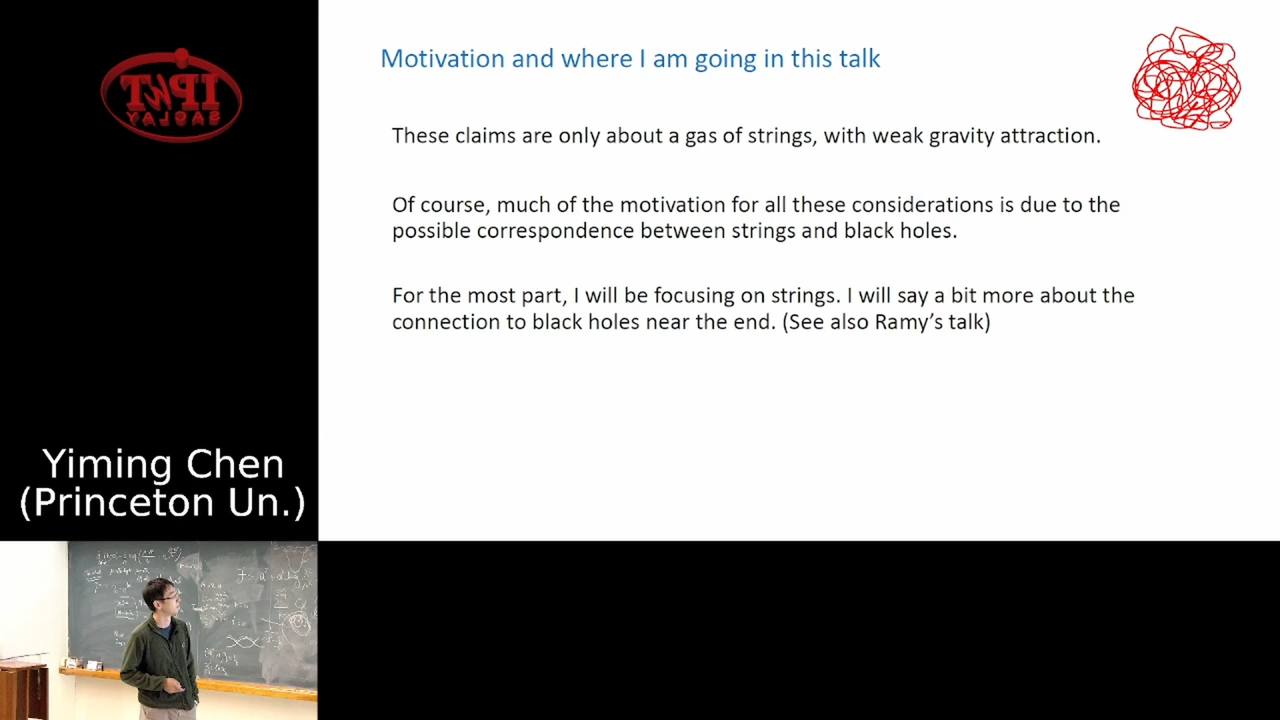 Motivation and where I am going in this talk
These claims are only about a gas of strings, with weak gravity attraction.
Of course, much of the motivation for all these considerations is due to the
possible correspondence between strings and black holes.
For the most part, I will be focusing on strings. I will say a bit more about the
connection to black holes near the end. (See also Ramy’s talk)
IPhT
SACLAY
Yiming Chen
(Princeton Un.)